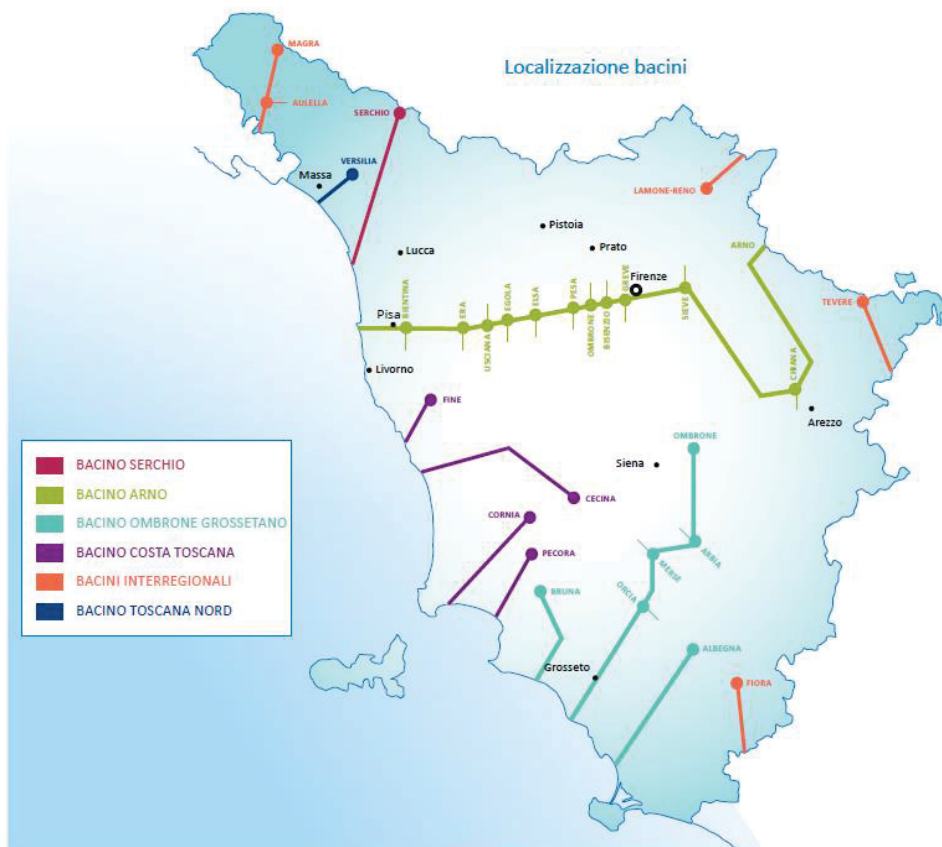 MAGRA
Localizzazione bacini
AULELLA
SERCHIO
VERSILIA
Massa
LAMONE-RENO
Pistoia
Prato
Lucca
ARNO
Firenze
TEVERE
Pisa
BIENTINA
ERA
USCIANA
EGOLA
ELSA
PESA
OMBRONE
BISENZIO
GREVE
SIEVE
CHIANA
Livorno
Arezzo
FINE
OMBRONE
Siena
CECINA
CORNIA
PECORA
ARBIA
MERSE
ORCIA
BRUNA
Grosseto
ALBEGNA
FIORA
BACINO SERCHIO
BACINO ARNO
BACINO OMBRONE GROSSETANO
BACINO COSTA TOSCANA
BACINI INTERREGIONALI
BACINO TOSCANA NORD